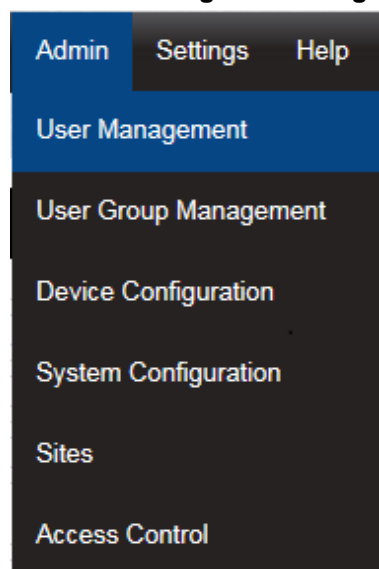 Admin Settings Help
User Management
User Group Management
Device Configuration
System Configuration
Sites
Access Control